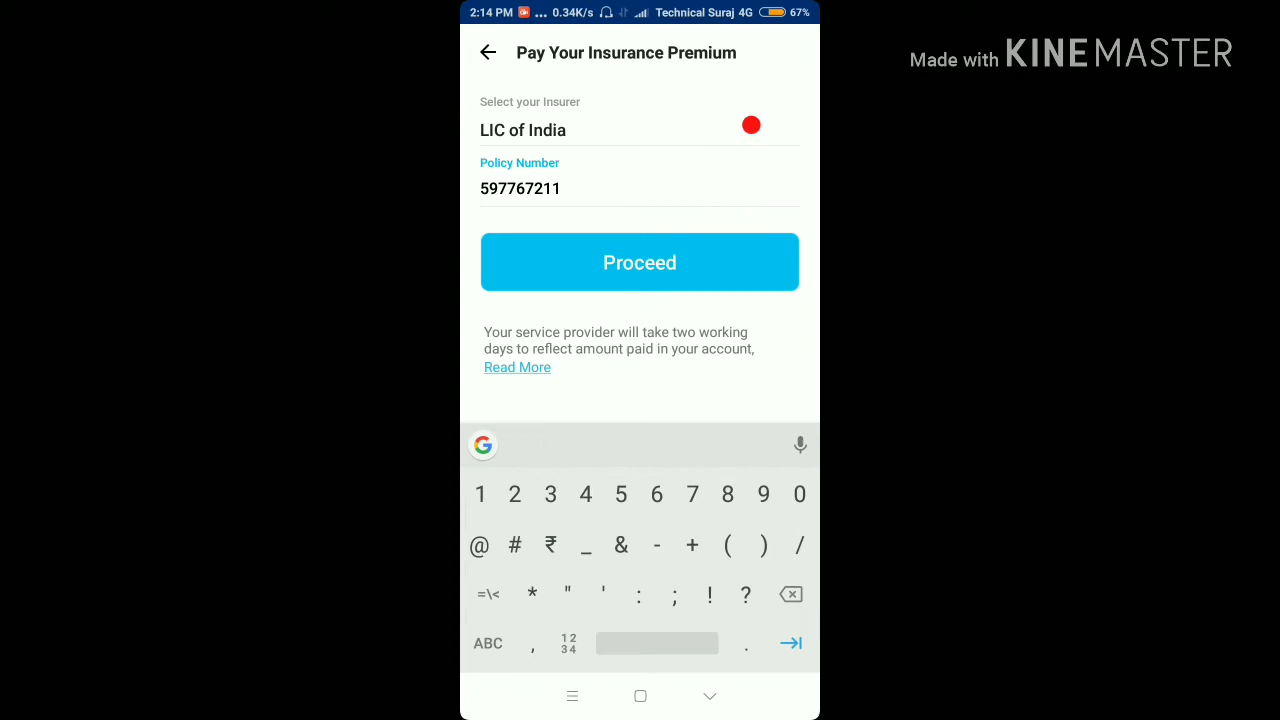 2:14 PM ... 0.34K/s Technical Suraj 4G 67%
Made with KINEMASTER
Pay Your Insurance Premium
Select your Insurer
LIC of India
Policy Number
597767211
Proceed
Your service provider will take two working
days to reflect amount paid in your account,
Read More
G
1 2 3 4 5 6 7 8 9 0
@ # ₹ _ & - + ( ) /
=\< * " ' : ; ! ?
ABC , 12 34 .